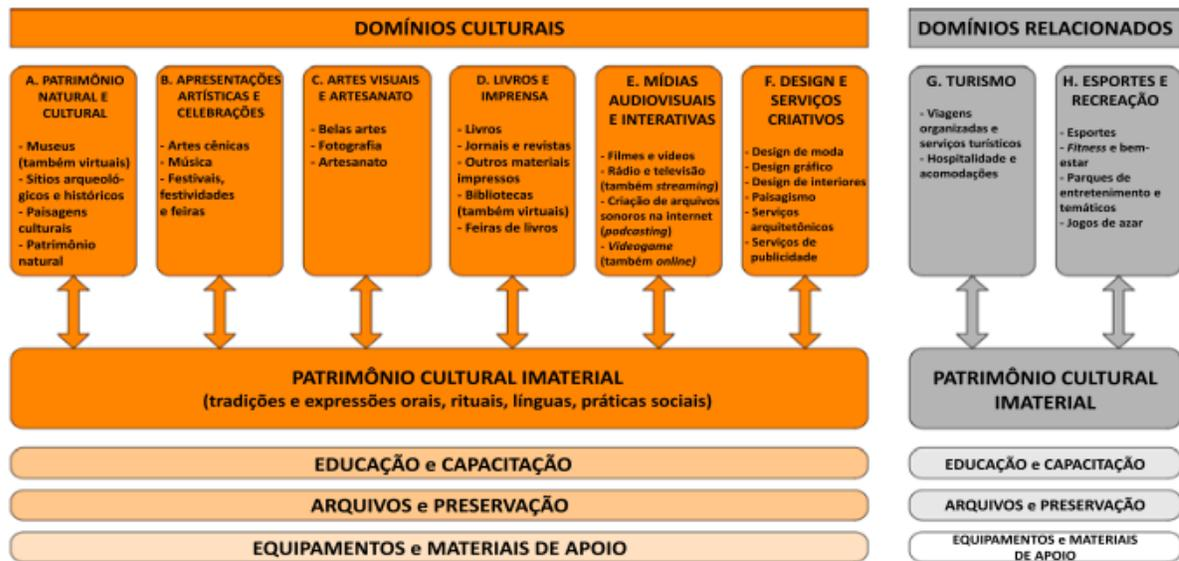 DOMÍNIOS CULTURAIS
DOMÍNIOS RELACIONADOS
A. PATRIMÔNIO
NATURAL E
CULTURAL
- Museus
(também virtuais)
- Sítios arqueoló-
gicos e históricos
- Paisagens
culturais
- Patrimônio
natural
B. APRESENTAÇÕES
ARTÍSTICAS E
CELEBRAÇÕES
- Artes cênicas
- Música
- Festivais,
festividades
e feiras
C. ARTES VISUAIS
E ARTESANATO
- Belas artes
- Fotografia
- Artesanato
D. LIVROS E
IMPRENSA
- Livros
- Jornais e revistas
- Outros materiais
impressos
- Bibliotecas
(também virtuais)
- Feiras de livros
E. MÍDIAS
AUDIOVISUAIS
E INTERATIVAS
- Filmes e vídeos
- Rádio e televisão
(também streaming)
- Criação de arquivos
sonoros na internet
(podcasting)
- Videogame
(também online)
F. DESIGN E
SERVIÇOS
CRIATIVOS
- Design de moda
- Design gráfico
- Design de interiores
- Paisagismo
- Serviços
arquitetônicos
- Serviços de
publicidade
G. TURISMO
- Viagens
organizadas e
serviços turísticos
- Hospitalidade e
acomodações
H. ESPORTES E
RECREAÇÃO
- Esportes
- Fitness e bem-
estar
- Parques de
entretenimento e
temáticos
- Jogos de azar
PATRIMÔNIO CULTURAL IMATERIAL
(tradições e expressões orais, rituais, línguas, práticas sociais)
PATRIMÔNIO CULTURAL
IMATERIAL
EDUCAÇÃO e CAPACITAÇÃO
EDUCAÇÃO e CAPACITAÇÃO
ARQUIVOS e PRESERVAÇÃO
ARQUIVOS e PRESERVAÇÃO
EQUIPAMENTOS e MATERIAIS DE APOIO
EQUIPAMENTOS e MATERIAIS
DE APOIO